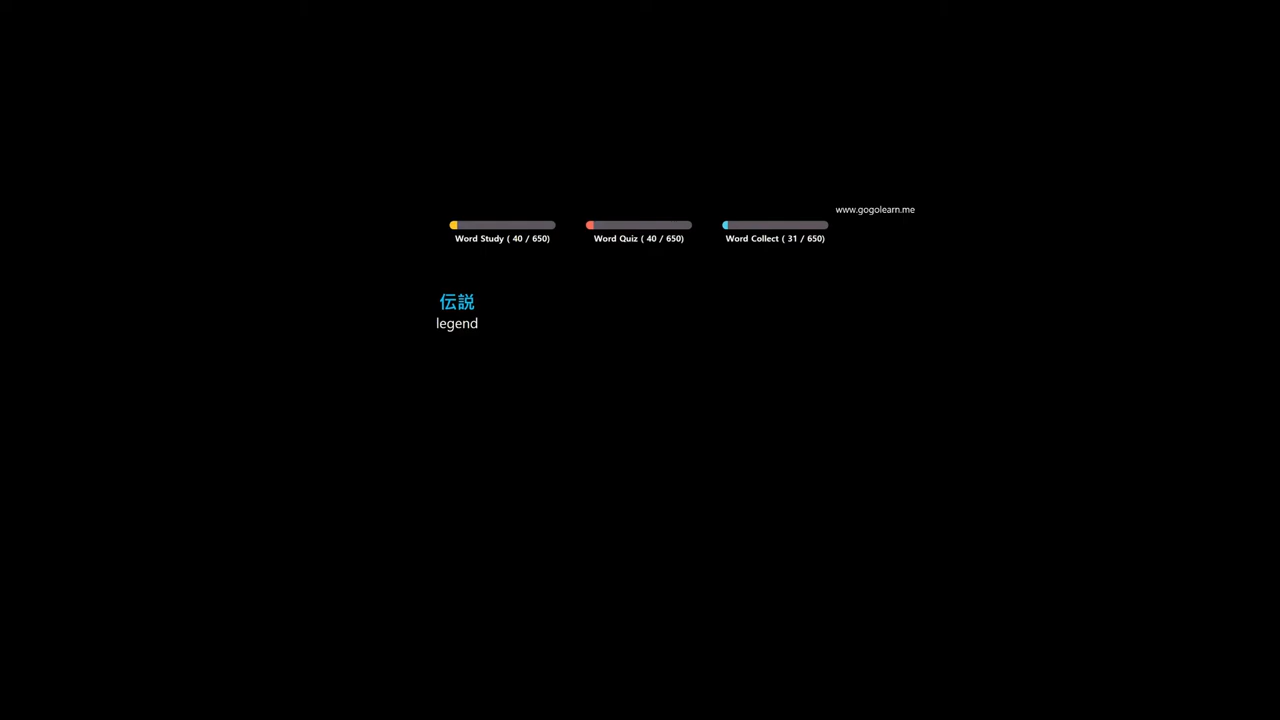 www.gogolearn.me
Word Study ( 40 / 650)
Word Quiz ( 40 / 650)
Word Collect ( 31 / 650)
伝説
legend